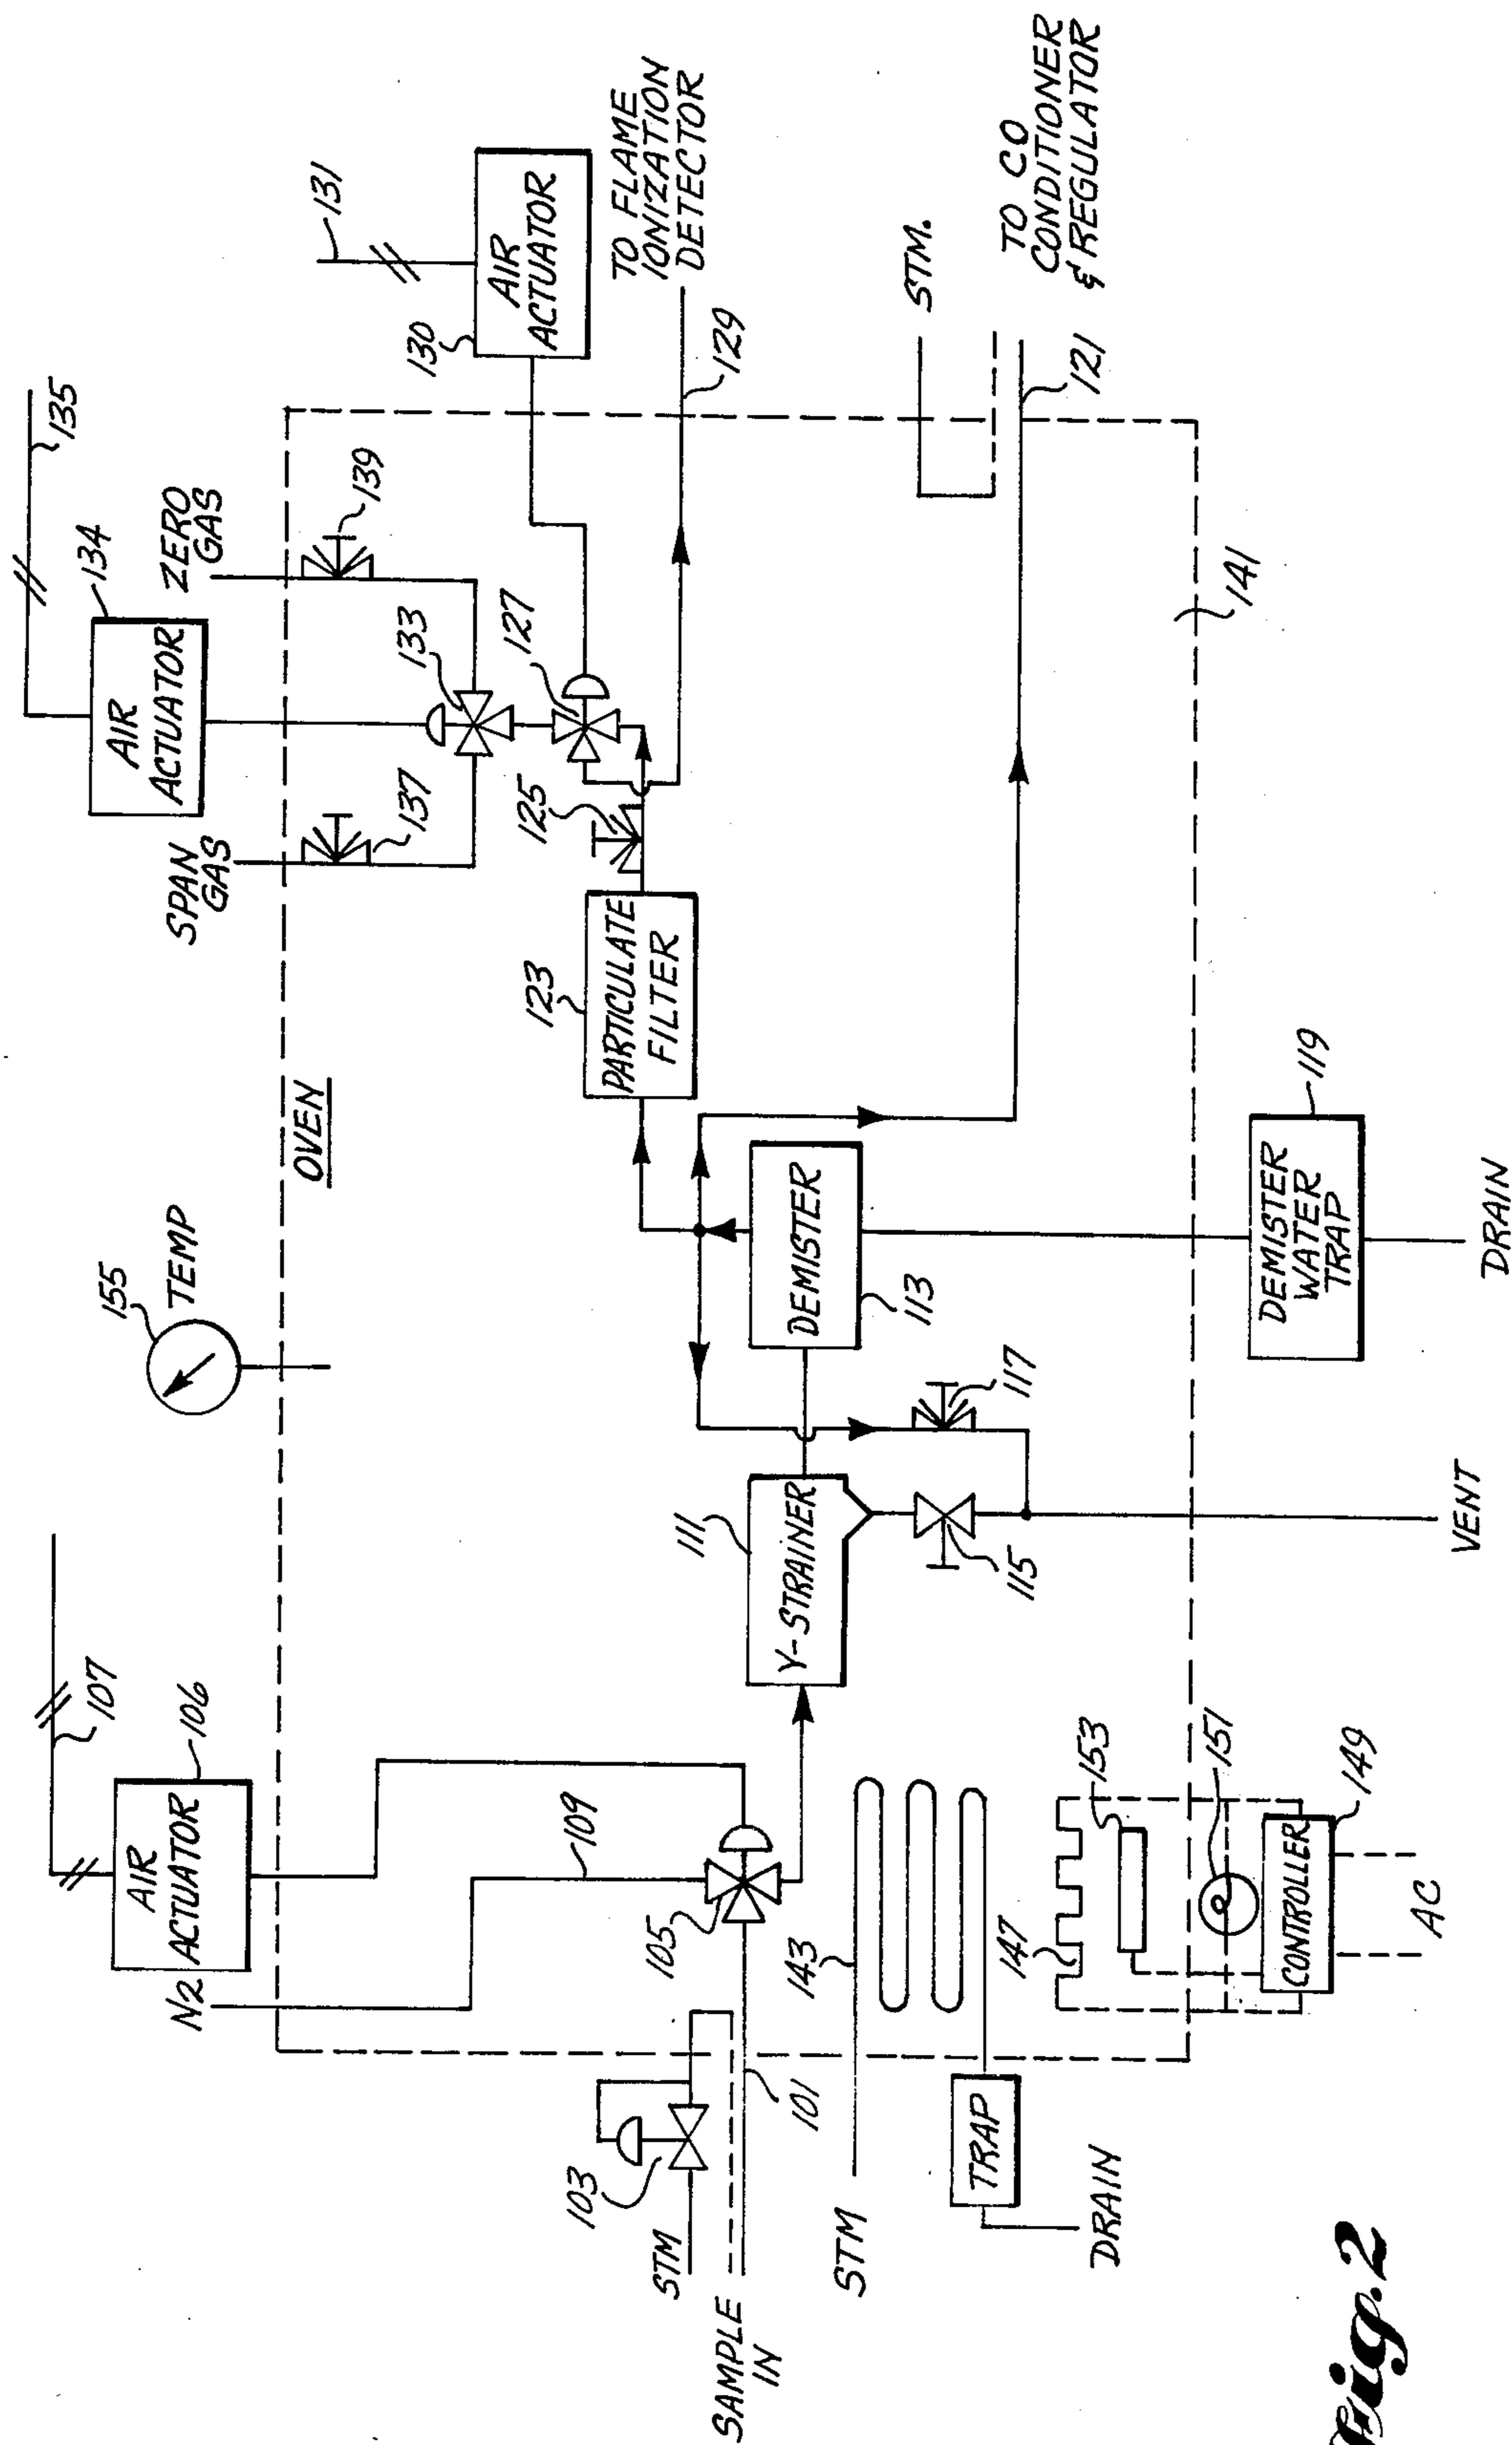 107
AIR
ACTUATOR
106
N2
109
105
STM
103
SAMPLE
IN
101
STM
143
TRAP
DRAIN
147
153
151
CONTROLLER
149
AC
155
TEMP
OVEN
Y-STRAINER
111
115
117
VENT
DEMISTER
113
DEMISTER
WATER
TRAP
119
DRAIN
PARTICULATE
FILTER
123
125
SPAN
GAS
137
AIR
ACTUATOR
134
135
ZERO
GAS
139
133
127
AIR
ACTUATOR
130
131
TO FLAME
IONIZATION
DETECTOR
129
STM.
TO CO
CONDITIONER
& REGULATOR
121
141
Fig. 2